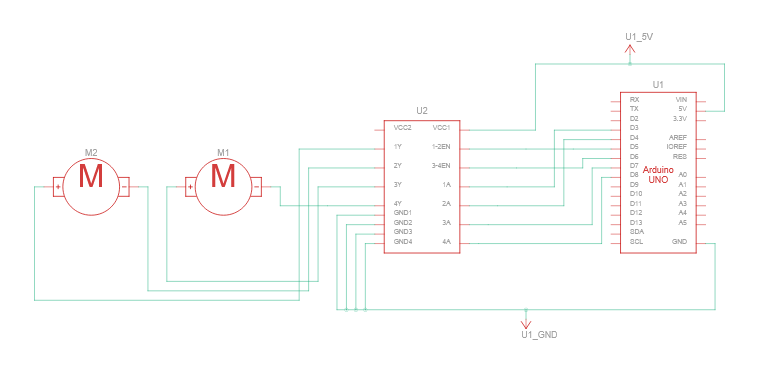 U1_5V
U1
U2
M2
M
+
-
M1
M
+
-
VCC2
1Y
2Y
3Y
4Y
GND1
GND2
GND3
GND4
VCC1
1-2EN
3-4EN
1A
2A
3A
4A
RX
TX
D2
D3
D4
D5
D6
D7
D8
D9
D10
D11
D12
D13
SDA
SCL
Arduino
UNO
VIN
5V
3.3V
AREF
IOREF
RES
A0
A1
A2
A3
A4
A5
GND
U1_GND